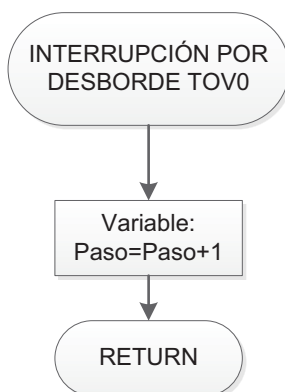 INTERRUPCIÓN POR
DESBORDE TOV0
Variable:
Paso=Paso+1
RETURN